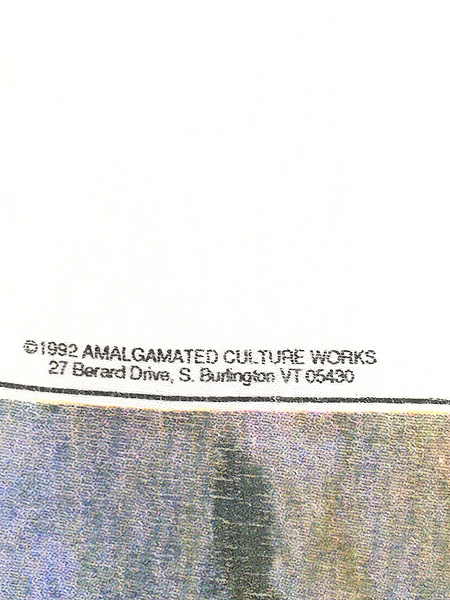 ©1992 AMALGAMATED CULTURE WORKS
27 Berard Drive, S. Burlington VT 05430